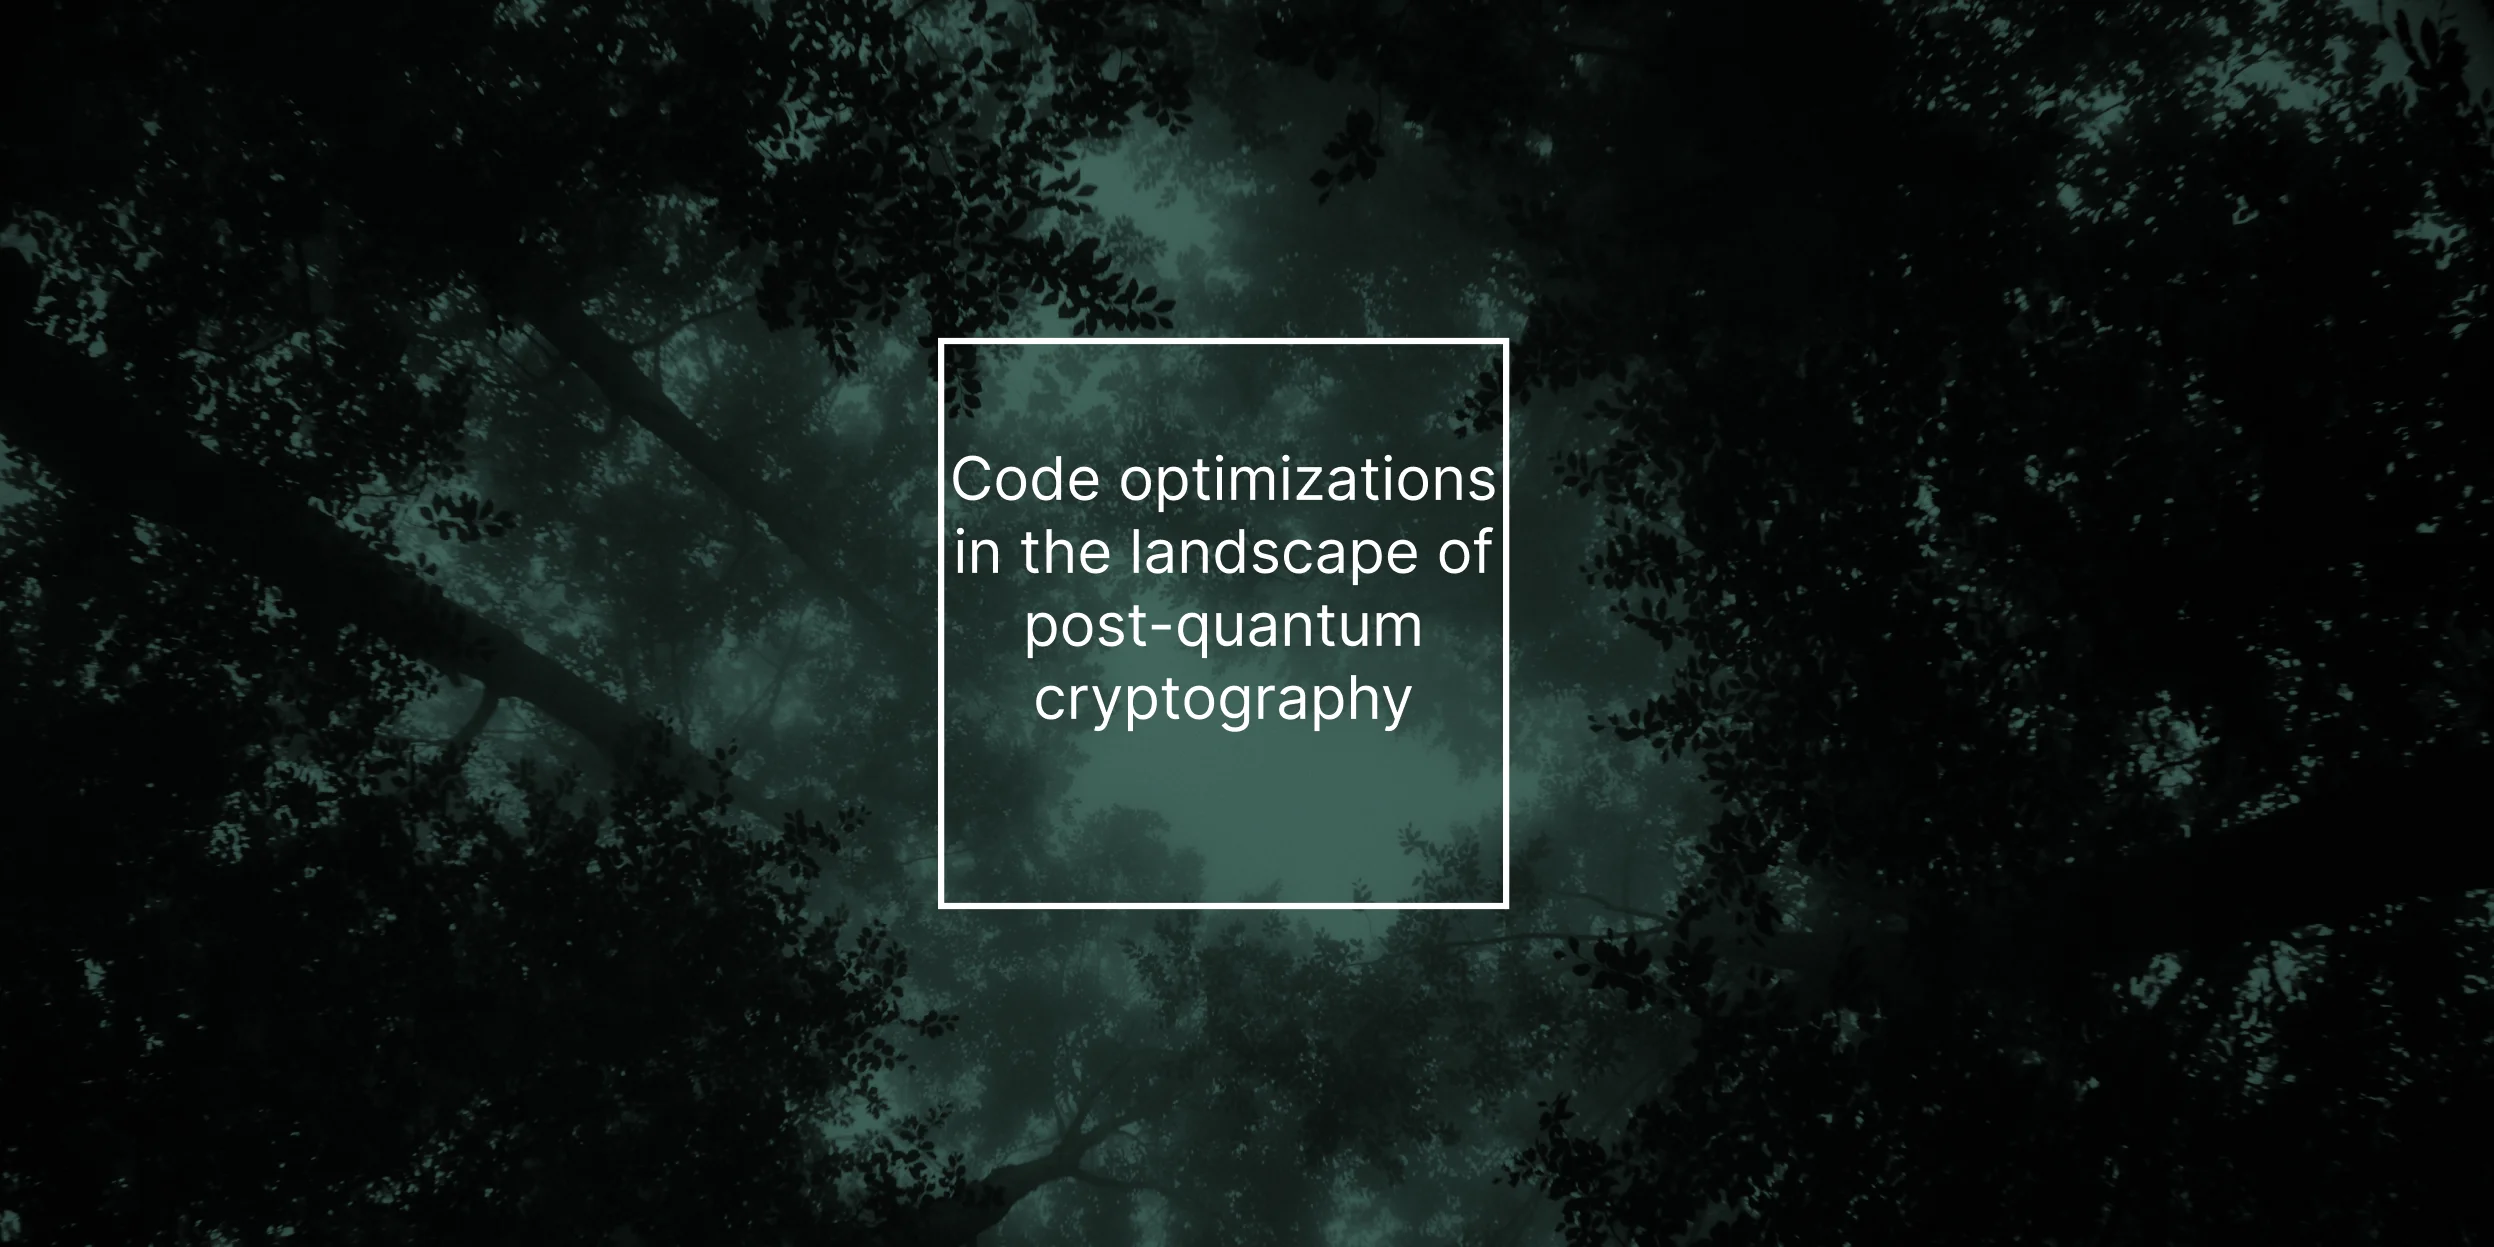 Code optimizations
in the landscape of
post-quantum
cryptography